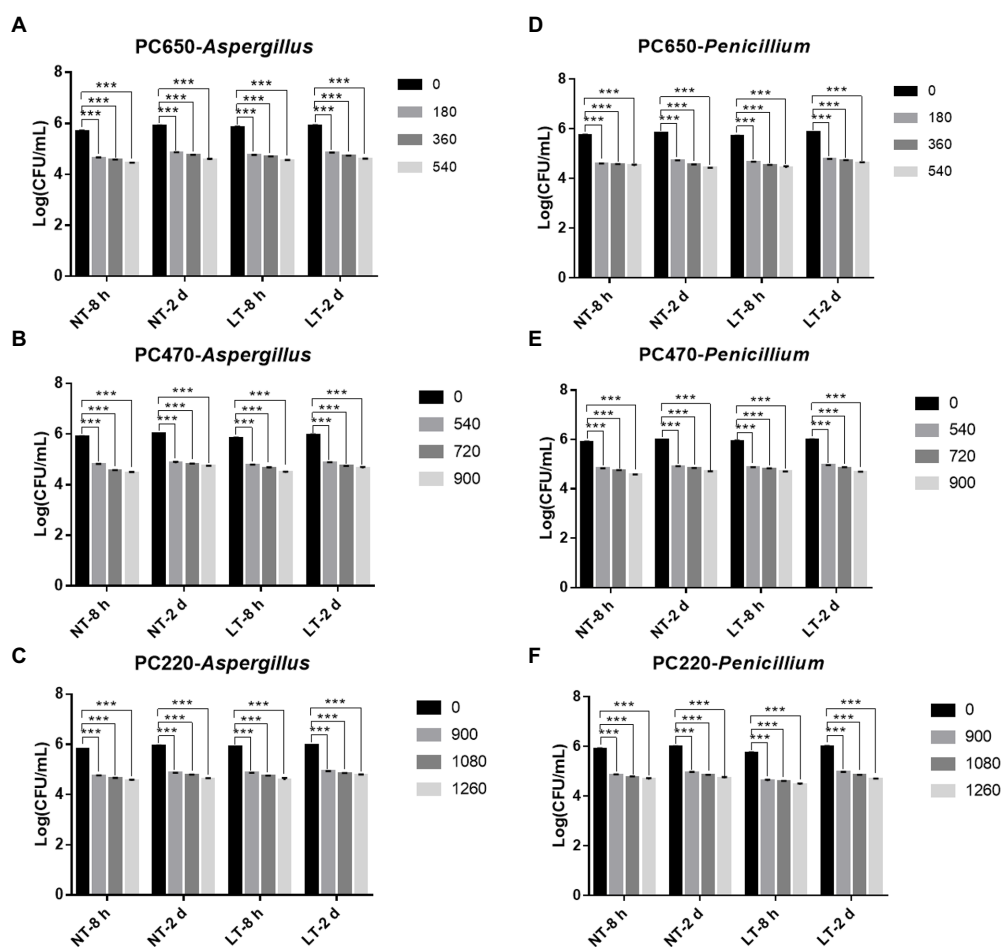 A
PC650-Aspergillus
Log(CFU/mL)
8
6
4
2
0
*** *** *** ***
*** *** *** ***
*** *** *** ***
NT-8 h
NT-2 d
LT-8 h
LT-2 d
0
180
360
540
D
PC650-Penicillium
Log(CFU/mL)
8
6
4
2
0
*** *** *** ***
*** *** *** ***
*** *** *** ***
NT-8 h
NT-2 d
LT-8 h
LT-2 d
0
180
360
540
B
PC470-Aspergillus
Log(CFU/mL)
8
6
4
2
0
*** *** *** ***
*** *** *** ***
*** *** *** ***
NT-8 h
NT-2 d
LT-8 h
LT-2 d
0
540
720
900
E
PC470-Penicillium
Log(CFU/mL)
8
6
4
2
0
*** *** *** ***
*** *** *** ***
*** *** *** ***
NT-8 h
NT-2 d
LT-8 h
LT-2 d
0
540
720
900
C
PC220-Aspergillus
Log(CFU/mL)
8
6
4
2
0
*** *** *** ***
*** *** *** ***
*** *** *** ***
NT-8 h
NT-2 d
LT-8 h
LT-2 d
0
900
1080
1260
F
PC220-Penicillium
Log(CFU/mL)
8
6
4
2
0
*** *** *** ***
*** *** *** ***
*** *** *** ***
NT-8 h
NT-2 d
LT-8 h
LT-2 d
0
900
1080
1260